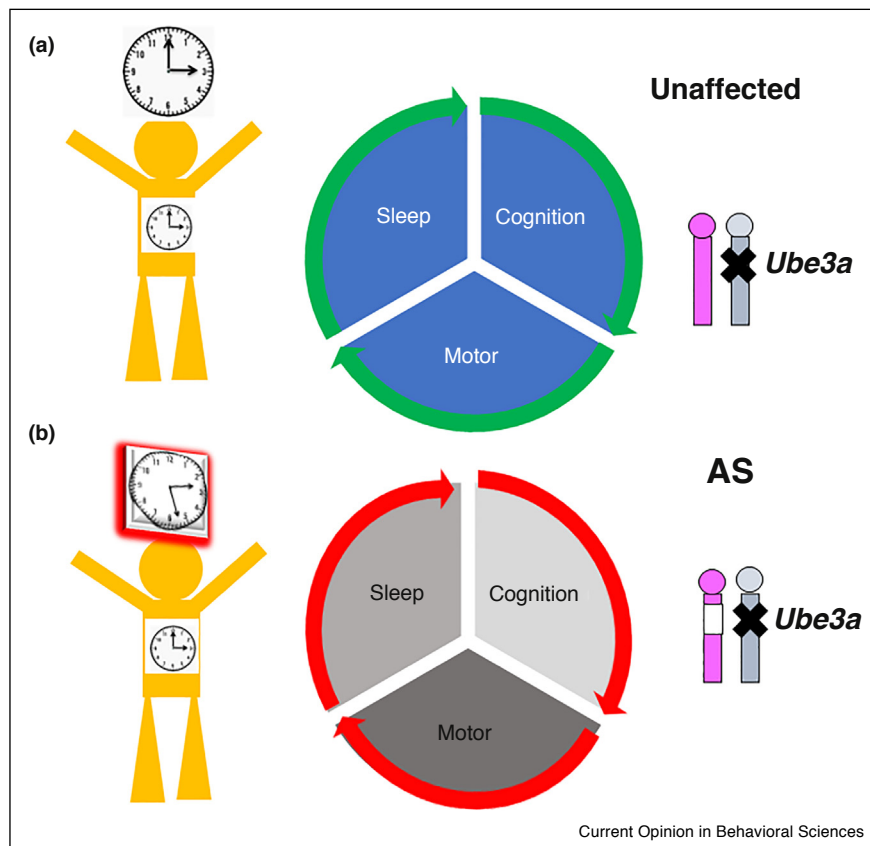 (a)
Unaffected
Sleep
Cognition
Motor
Ube3a
(b)
AS
Sleep
Cognition
Motor
Ube3a
Current Opinion in Behavioral Sciences